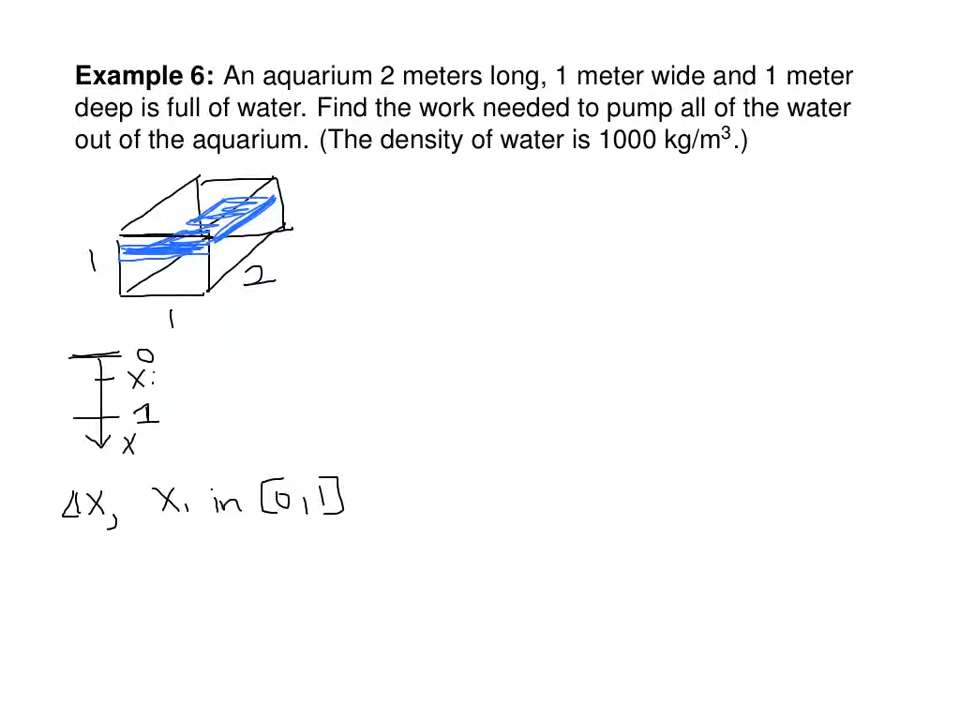 Example 6: An aquarium 2 meters long, 1 meter wide and 1 meter
deep is full of water. Find the work needed to pump all of the water
out of the aquarium. (The density of water is 1000 kg/m³.)
1
2
1
0
xᵢ
1
x
Δx, xᵢ in [0,1]